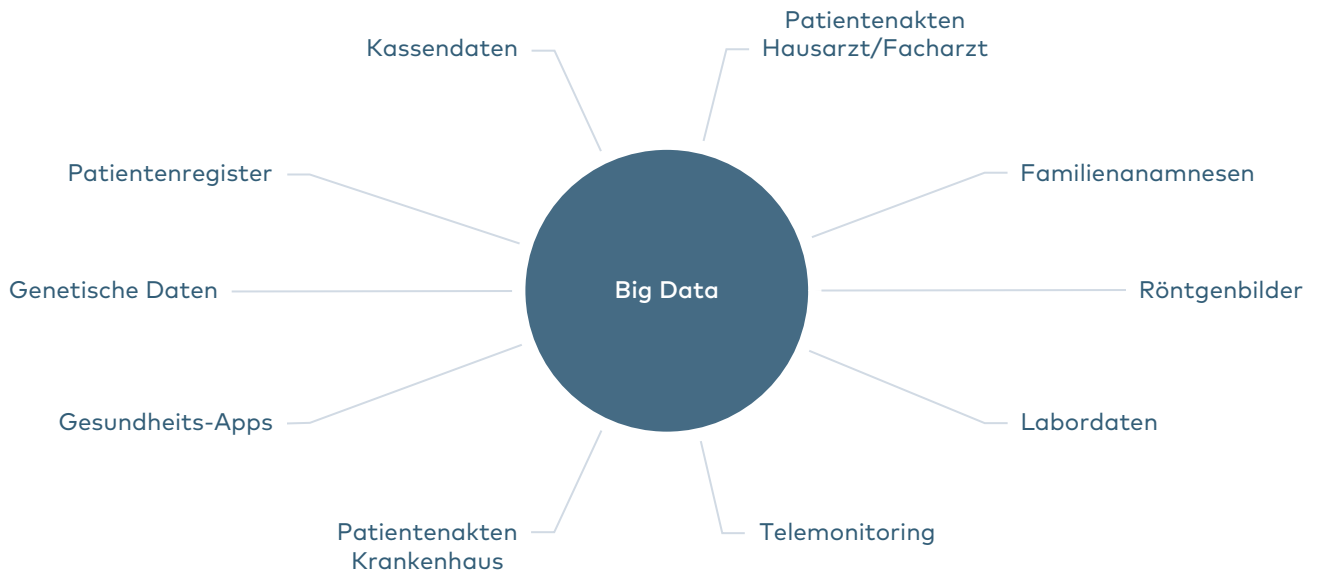 Patientenakten
Hausarzt/Facharzt
Kassendaten
Patientenregister
Familienanamnesen
Genetische Daten
Big Data
Röntgenbilder
Gesundheits-Apps
Labordaten
Patientenakten
Krankenhaus
Telemonitoring